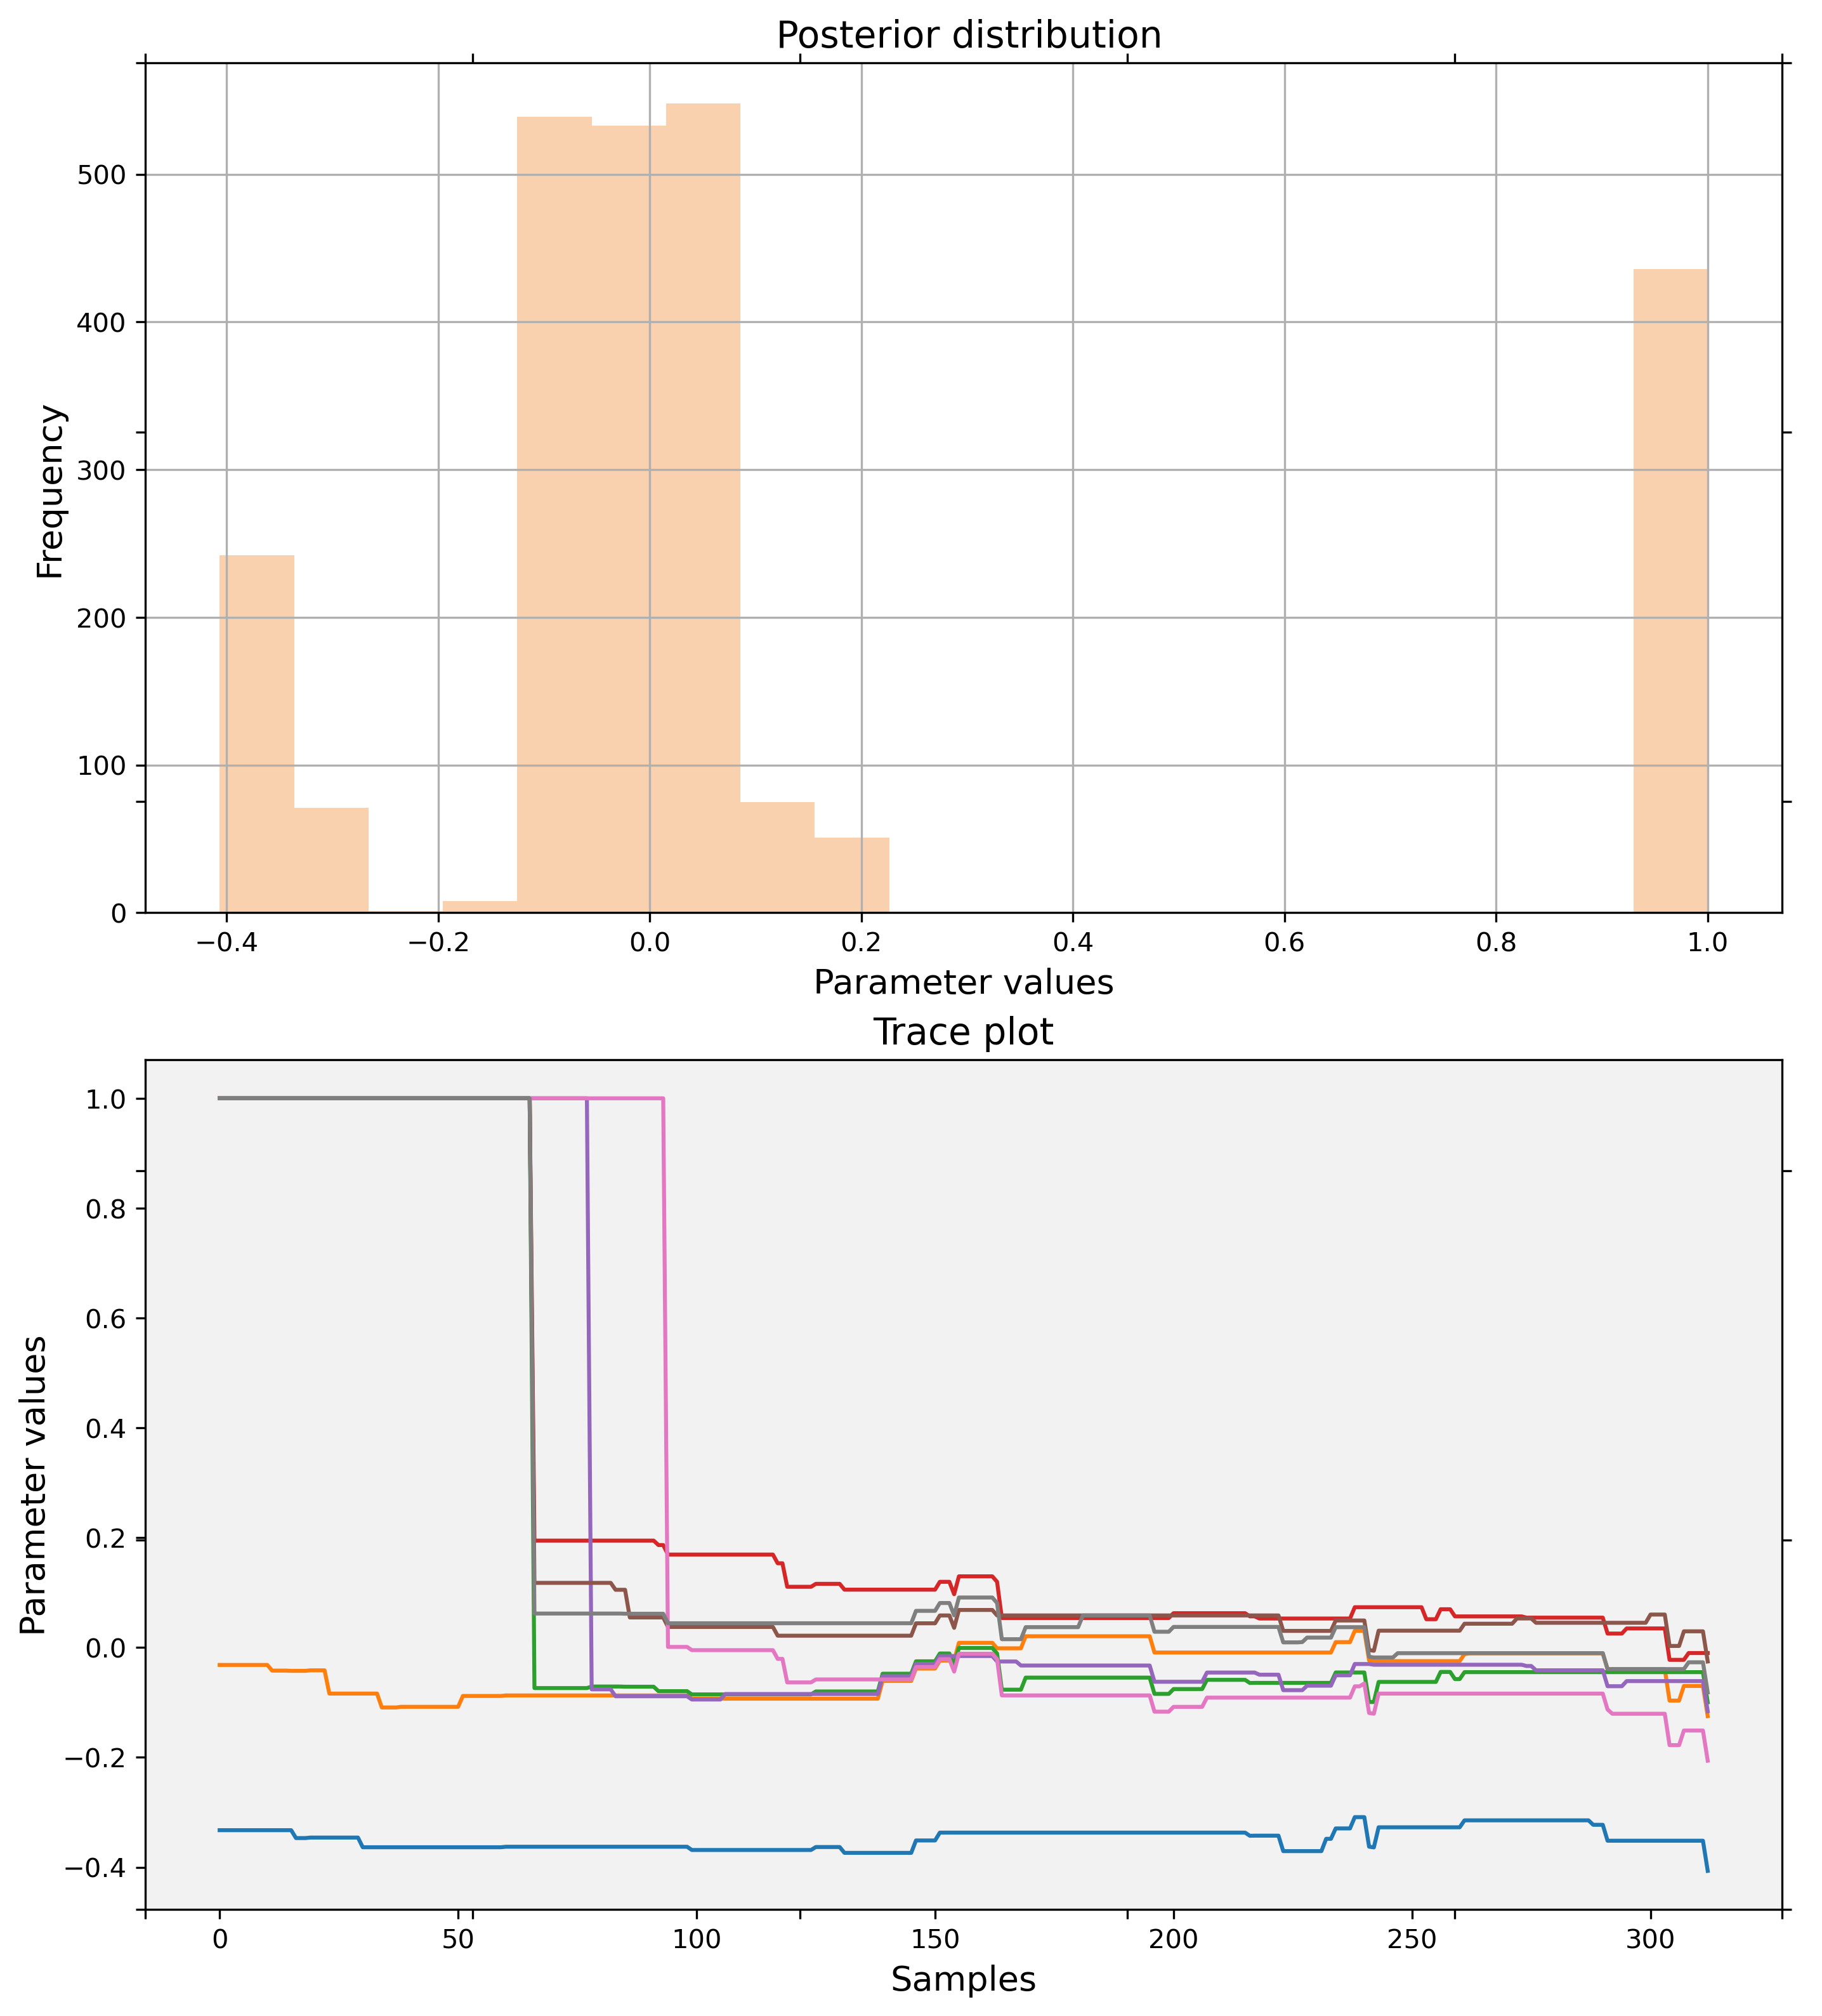 Posterior distribution
Frequency
500
400
300
200
100
0
−0.4 −0.2 0.0 0.2 0.4 0.6 0.8 1.0
Parameter values
Trace plot
Parameter values
1.0
0.8
0.6
0.4
0.2
0.0
−0.2
−0.4
0 50 100 150 200 250 300
Samples